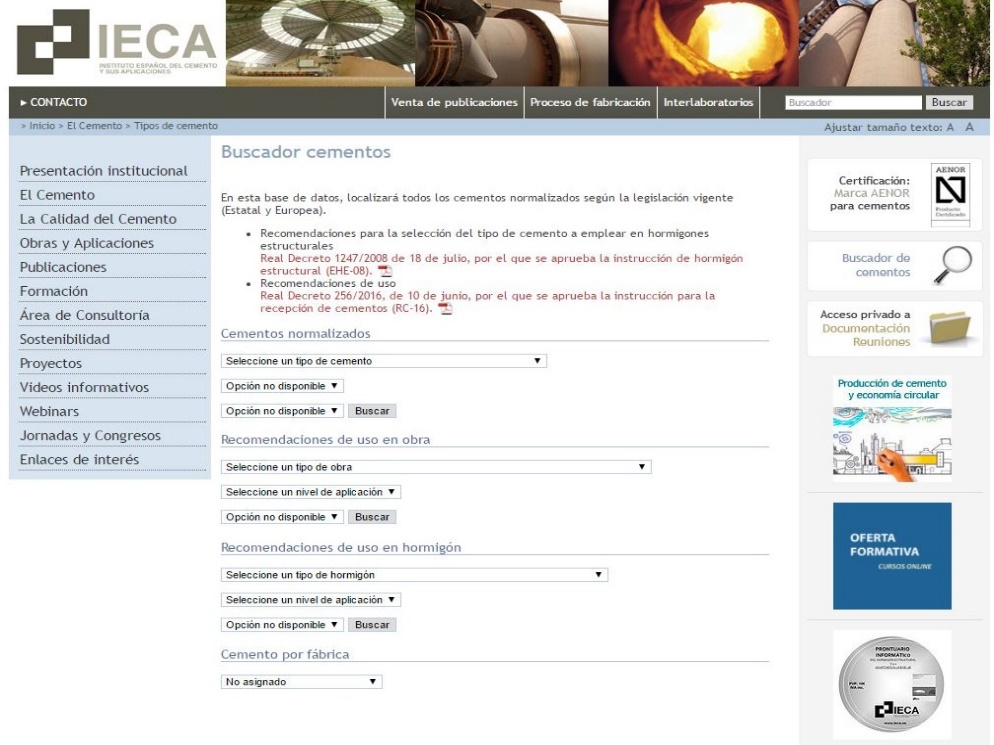 IECA
INSTITUTO ESPAÑOL DEL CEMENTO
Y SUS APLICACIONES
▸ CONTACTO
Venta de publicaciones
Proceso de fabricación
Interlaboratorios
Buscador
Buscar
> Inicio > El Cemento > Tipos de cemento
Ajustar tamaño texto: A A
Presentación institucional
El Cemento
La Calidad del Cemento
Obras y Aplicaciones
Publicaciones
Formación
Área de Consultoría
Sostenibilidad
Proyectos
Videos informativos
Webinars
Jornadas y Congresos
Enlaces de interés
Buscador cementos
En esta base de datos, localizará todos los cementos normalizados según la legislación vigente
(Estatal y Europea).
• Recomendaciones para la selección del tipo de cemento a emplear en hormigones
estructurales
Real Decreto 1247/2008 de 18 de julio, por el que se aprueba la instrucción de hormigón
estructural (EHE-08).
• Recomendaciones de uso
Real Decreto 256/2016, de 10 de junio, por el que se aprueba la instrucción para la
recepción de cementos (RC-16).
Cementos normalizados
Seleccione un tipo de cemento
Opción no disponible
Opción no disponible Buscar
Recomendaciones de uso en obra
Seleccione un tipo de obra
Seleccione un nivel de aplicación
Opción no disponible Buscar
Recomendaciones de uso en hormigón
Seleccione un tipo de hormigón
Seleccione un nivel de aplicación
Opción no disponible Buscar
Cemento por fábrica
No asignado
Certificación:
Marca AENOR
para cementos
AENOR
Producto
Certificado
Buscador de
cementos
Acceso privado a
Documentación
Reuniones
Producción de cemento
y economía circular
OFERTA
FORMATIVA
CURSOS ONLINE
PRONTUARIO
INFORMÁTICO
IECA